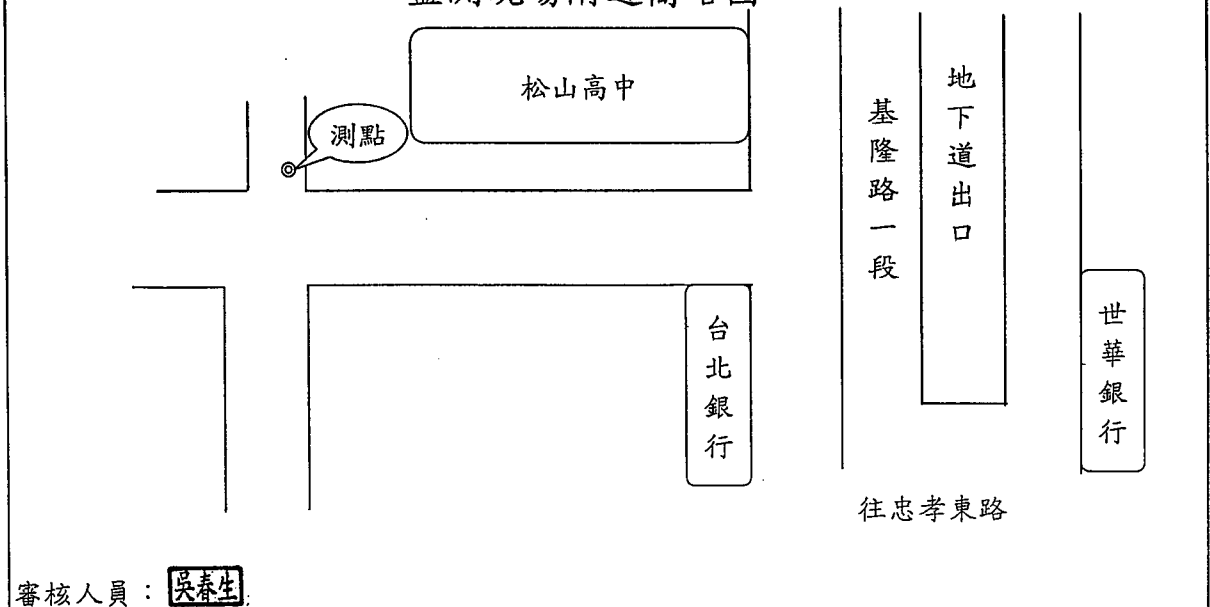 松山高中
測點
基隆路一段
地下道出口
台北銀行
世華銀行
往忠孝東路
審核人員：吳春生